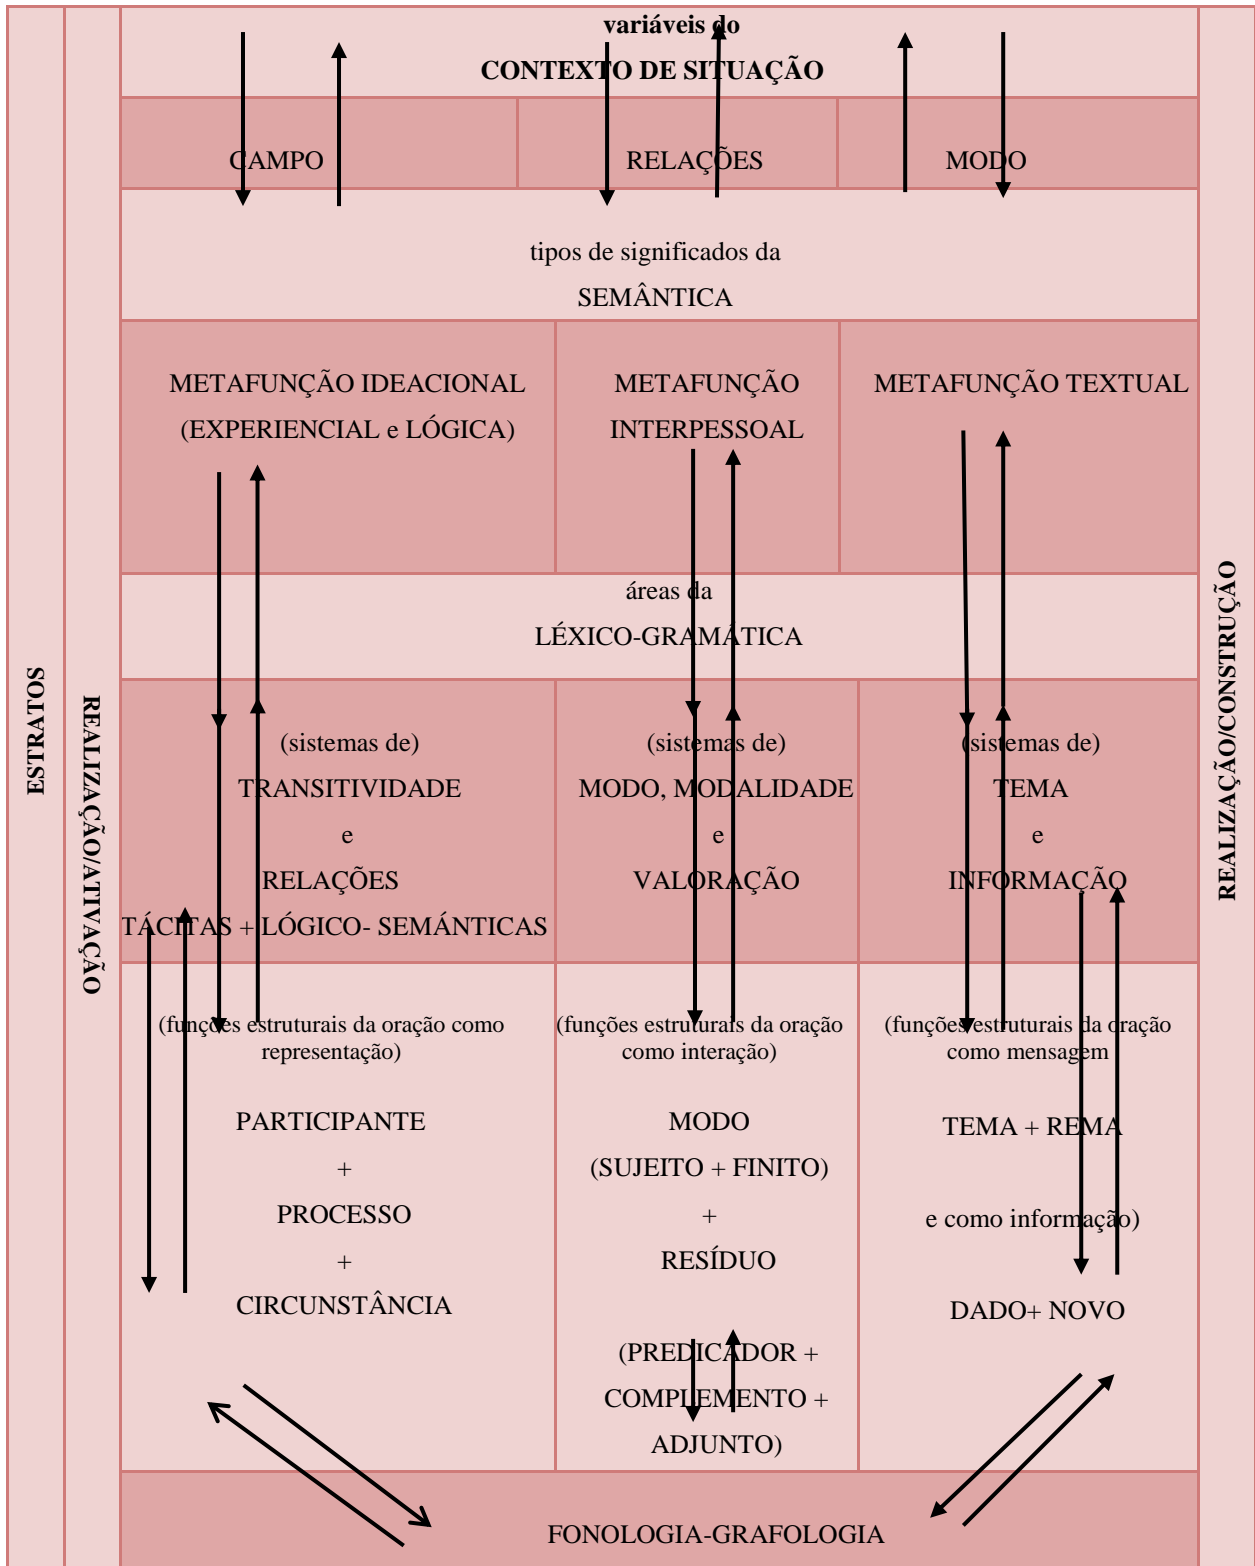 variáveis do
CONTEXTO DE SITUAÇÃO
CAMPO
RELAÇÕES
MODO
tipos de significados da
SEMÂNTICA
METAFUNÇÃO IDEACIONAL
(EXPERIENCIAL e LÓGICA)
METAFUNÇÃO
INTERPESSOAL
METAFUNÇÃO TEXTUAL
áreas da
LÉXICO-GRAMÁTICA
(sistemas de)
TRANSITIVIDADE
e
RELAÇÕES
TÁCITAS + LÓGICO- SEMÁNTICAS
(sistemas de)
MODO, MODALIDADE
e
VALORAÇÃO
(sistemas de)
TEMA
e
INFORMAÇÃO
(funções estruturais da oração como
representação)
PARTICIPANTE
+
PROCESSO
+
CIRCUNSTÂNCIA
(funções estruturais da oração
como interação)
MODO
(SUJEITO + FINITO)
+
RESÍDUO
(PREDICADOR +
COMPLEMENTO +
ADJUNTO)
(funções estruturais da oração
como mensagem
TEMA + REMA
e como informação)
DADO+ NOVO
FONOLOGIA-GRAFOLOGIA
ESTRATOS
REALIZAÇÃO/ATIVAÇÃO
REALIZAÇÃO/CONSTRUÇÃO